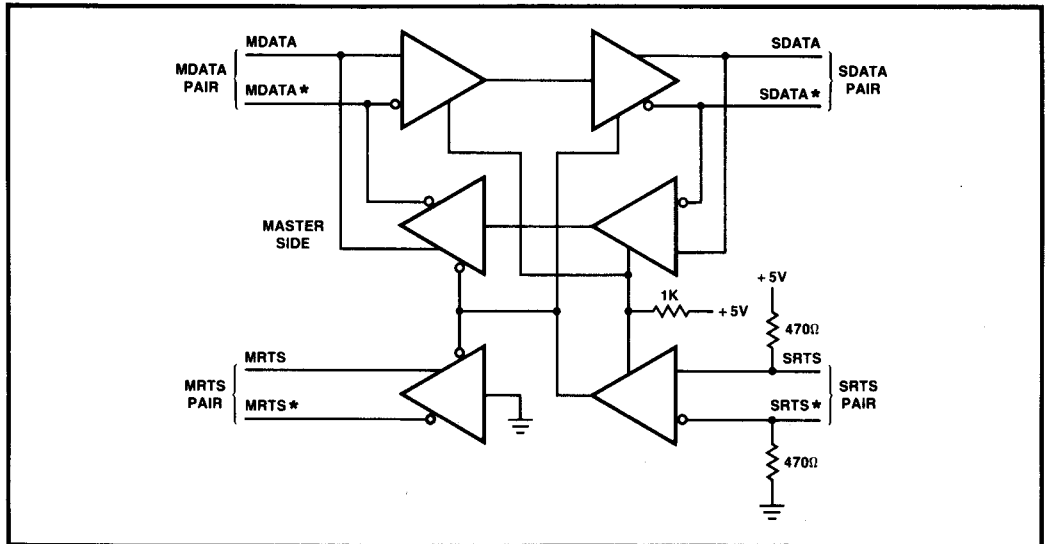 MDATA
MDATA PAIR
MDATA*
SDATA
SDATA PAIR
SDATA*
MASTER SIDE
+5V
1K
+5V
470Ω
MRTS
MRTS PAIR
MRTS*
SRTS
SRTS PAIR
SRTS*
470Ω